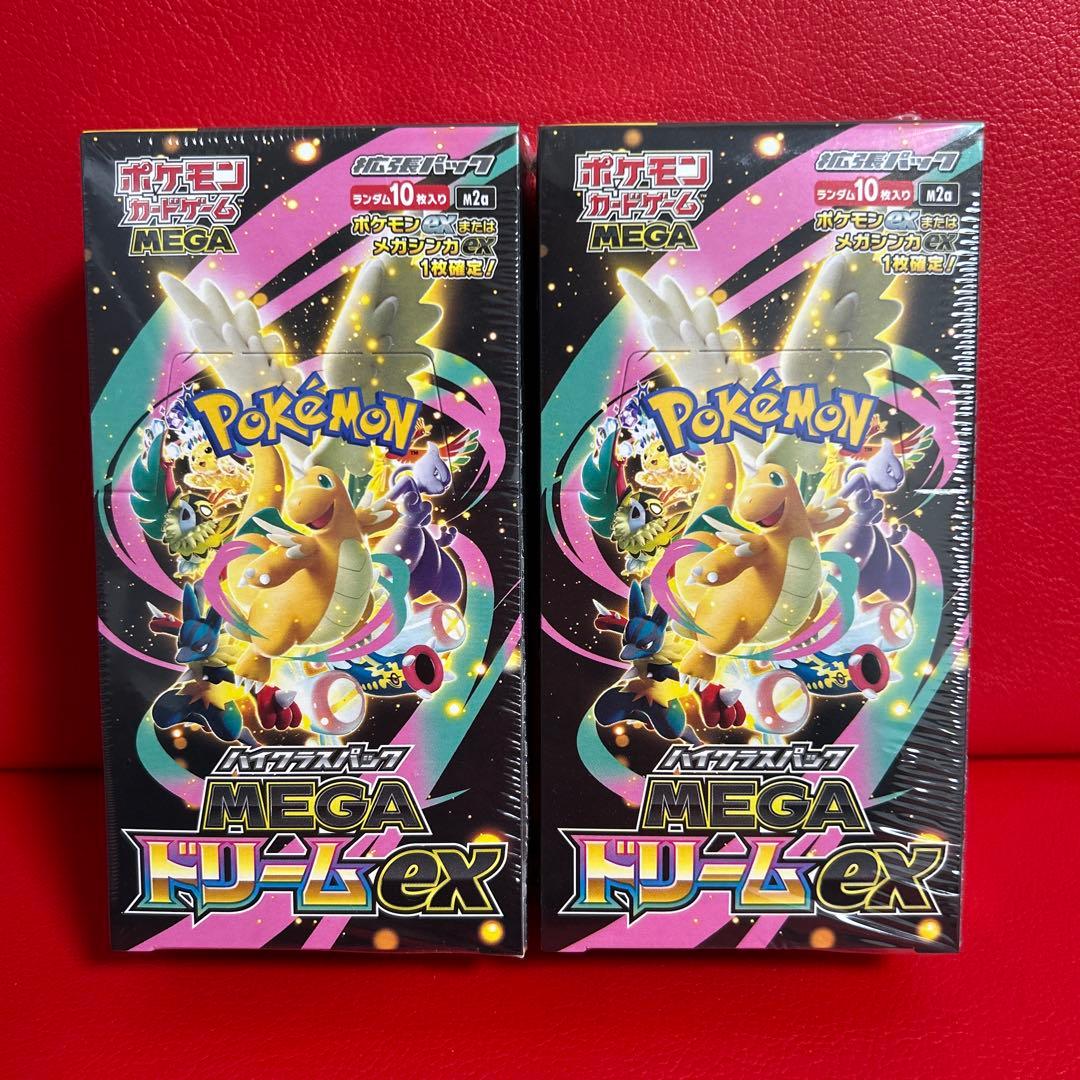 ポケモン
カードゲーム
MEGA
拡張パック
ランダム10枚入り M2a
ポケモンexまたは
メガシンカex
1枚確定!
POKéMON
TM
ハイクラスパック
MEGA
ドリームex
ポケモン
カードゲーム
MEGA
拡張パック
ランダム10枚入り M2a
ポケモンexまたは
メガシンカex
1枚確定!
POKéMON
TM
ハイクラスパック
MEGA
ドリームex